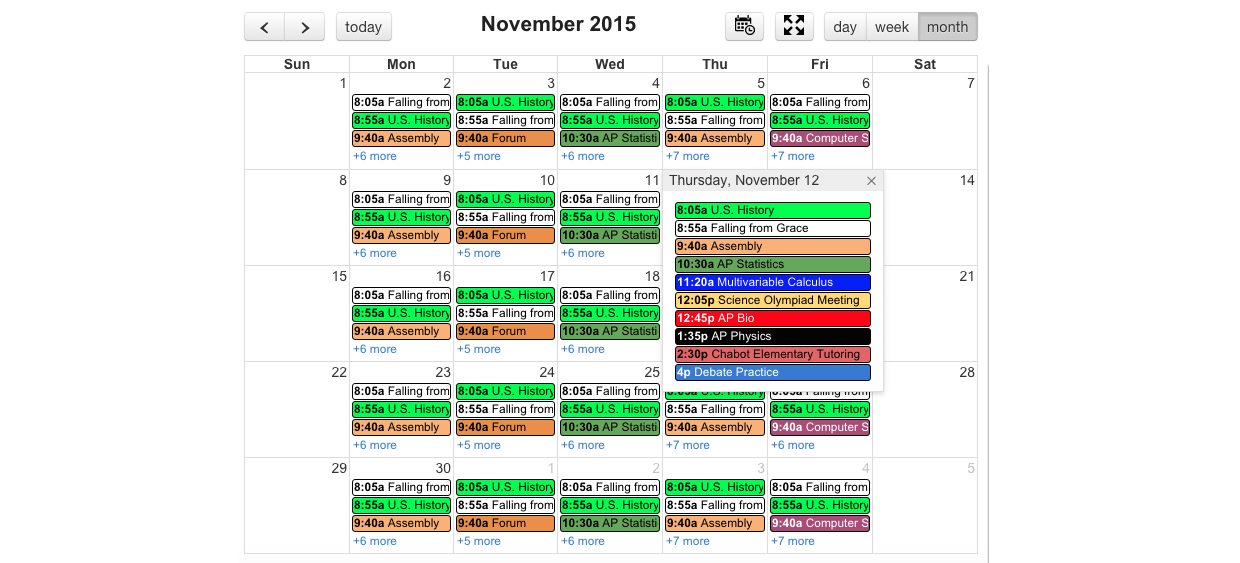 today
November 2015
day week month
Sun Mon Tue Wed Thu Fri Sat
1 2 3 4 5 6 7
8:05a Falling from 8:05a U.S. History 8:05a Falling from 8:05a U.S. History 8:05a Falling from
8:55a U.S. History 8:55a Falling from 8:55a U.S. History 8:55a Falling from 8:55a U.S. History
9:40a Assembly 9:40a Forum 10:30a AP Statisti 9:40a Assembly 9:40a Computer S
+6 more +5 more +6 more +7 more +7 more
8 9 10 11 14
8:05a Falling from 8:05a U.S. History 8:05a Falling from
8:55a U.S. History 8:55a Falling from 8:55a U.S. History
9:40a Assembly 9:40a Forum 10:30a AP Statisti
+6 more +5 more +6 more
Thursday, November 12
8:05a U.S. History
8:55a Falling from Grace
9:40a Assembly
10:30a AP Statistics
11:20a Multivariable Calculus
12:05p Science Olympiad Meeting
12:45p AP Bio
1:35p AP Physics
2:30p Chabot Elementary Tutoring
4p Debate Practice
15 16 17 18 21
8:05a Falling from 8:05a U.S. History 8:05a Falling from
8:55a U.S. History 8:55a Falling from 8:55a U.S. History
9:40a Assembly 9:40a Forum 10:30a AP Statisti
+6 more +5 more +6 more
22 23 24 25 28
8:05a Falling from 8:05a U.S. History 8:05a Falling from 8:05a U.S. History 8:05a Falling from
8:55a U.S. History 8:55a Falling from 8:55a U.S. History 8:55a Falling from 8:55a U.S. History
9:40a Assembly 9:40a Forum 10:30a AP Statisti 9:40a Assembly 9:40a Computer S
+6 more +5 more +6 more +7 more +6 more
29 30 1 2 3 4 5
8:05a Falling from 8:05a U.S. History 8:05a Falling from 8:05a U.S. History 8:05a Falling from
8:55a U.S. History 8:55a Falling from 8:55a U.S. History 8:55a Falling from 8:55a U.S. History
9:40a Assembly 9:40a Forum 10:30a AP Statisti 9:40a Assembly 9:40a Computer S
+6 more +5 more +6 more +7 more +7 more